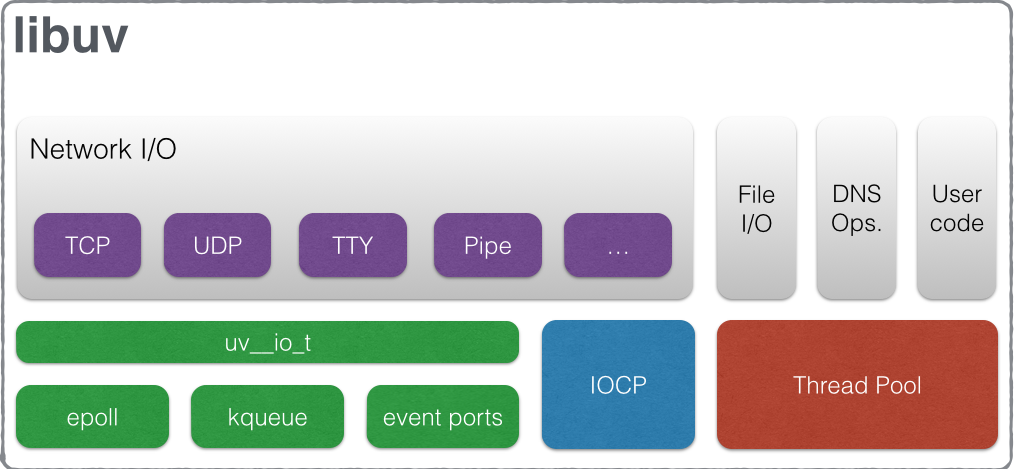 libuv
Network I/O
TCP
UDP
TTY
Pipe
...
File
I/O
DNS
Ops.
User
code
uv__io_t
epoll
kqueue
event ports
IOCP
Thread Pool